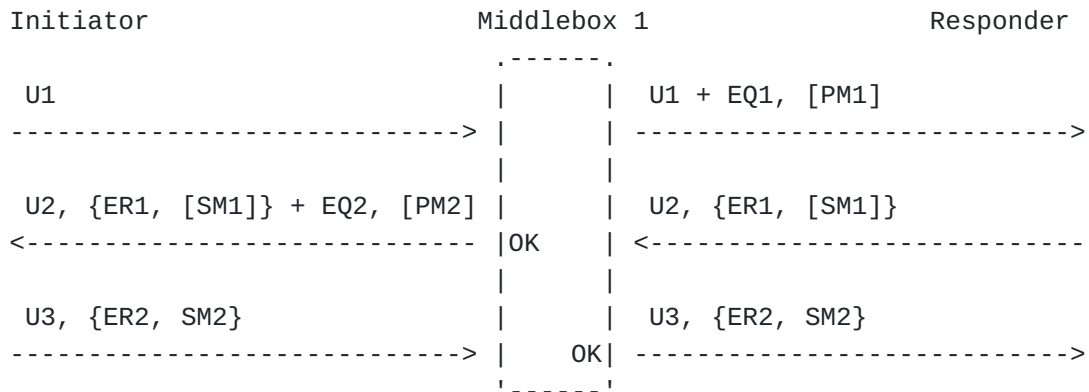 Initiator                     Middlebox 1                  Responder
                               .------.
 U1                            |      |  U1 + EQ1, [PM1]
-----------------------------> |      | ---------------------------->
                               |      |
 U2, {ER1, [SM1]} + EQ2, [PM2] |      |  U2, {ER1, [SM1]}
<----------------------------- |OK    | <----------------------------
                               |      |
 U3, {ER2, SM2}                |      |  U3, {ER2, SM2}
-----------------------------> |    OK| ---------------------------->
                               '------'